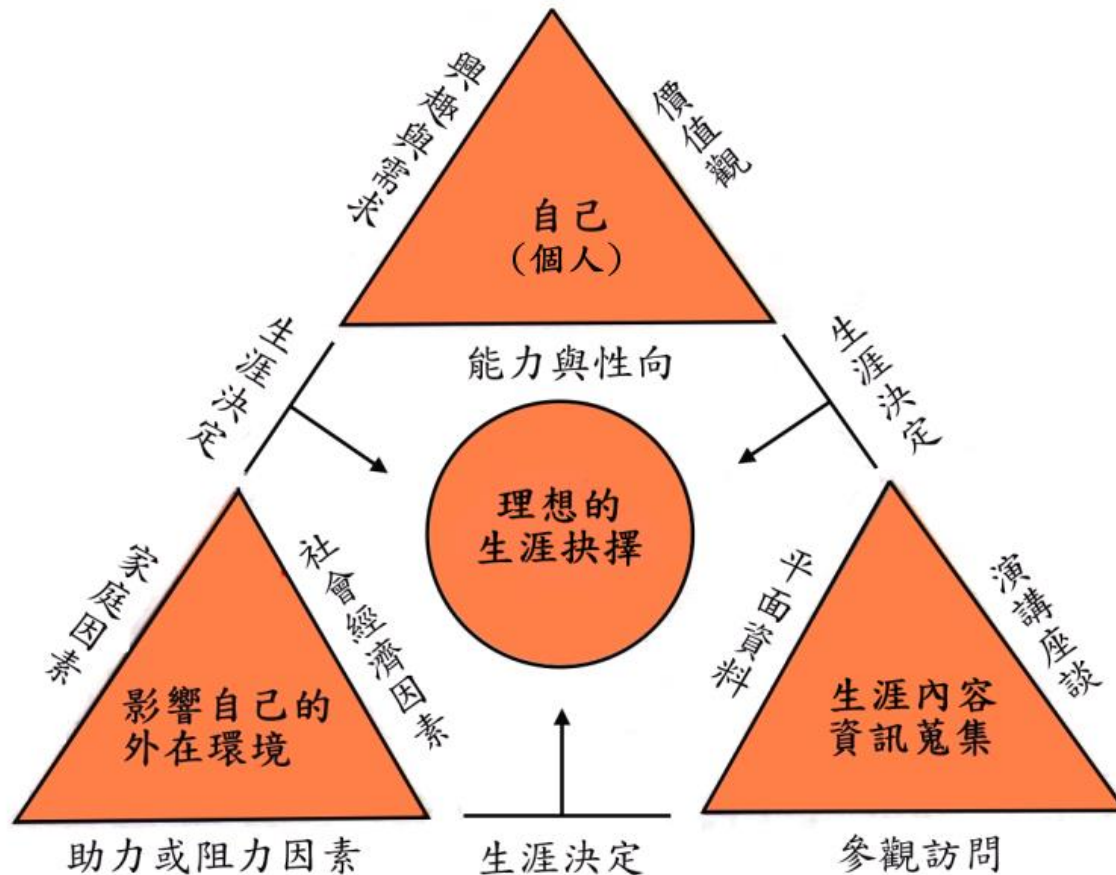 興趣與需求
價值觀
自己
(個人)
能力與性向
生涯決定
生涯決定
理想的
生涯抉擇
家庭因素
社會經濟因素
影響自己的
外在環境
助力或阻力因素
生涯決定
平面資料
演講座談
生涯內容
資訊蒐集
參觀訪問